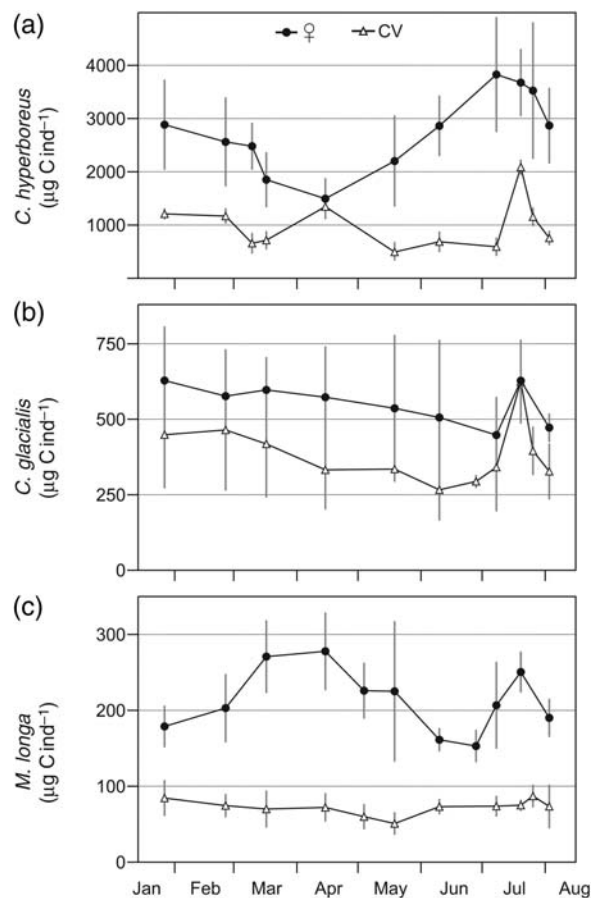 (a)
♀ CV
C. hyperboreus
(µg C ind⁻¹)
4000
3000
2000
1000
(b)
C. glacialis
(µg C ind⁻¹)
750
500
250
0
(c)
M. longa
(µg C ind⁻¹)
300
200
100
0
Jan Feb Mar Apr May Jun Jul Aug